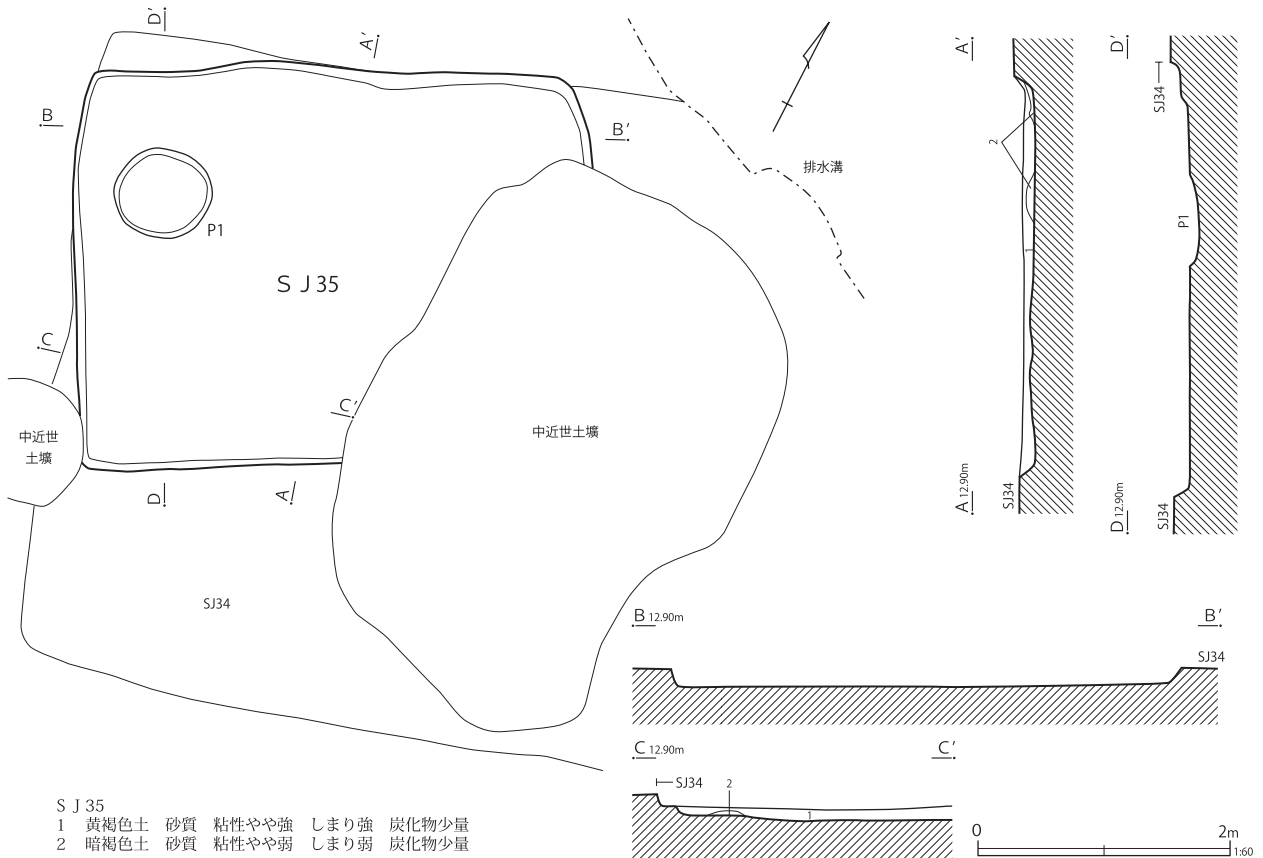 D′
A′
B
B′
排水溝
P1
ＳＪ35
C
C′
中近世
土壙
中近世土壙
D
A
SJ34
A′
2
1
A 12.90m
SJ34
D′
SJ34
P1
D 12.90m
SJ34
B 12.90m
B′
SJ34
C 12.90m
C′
SJ34
2
1
0
2m
1:60
ＳＪ35
1　黄褐色土　砂質　粘性やや強　しまり強　炭化物少量
2　暗褐色土　砂質　粘性やや弱　しまり弱　炭化物少量